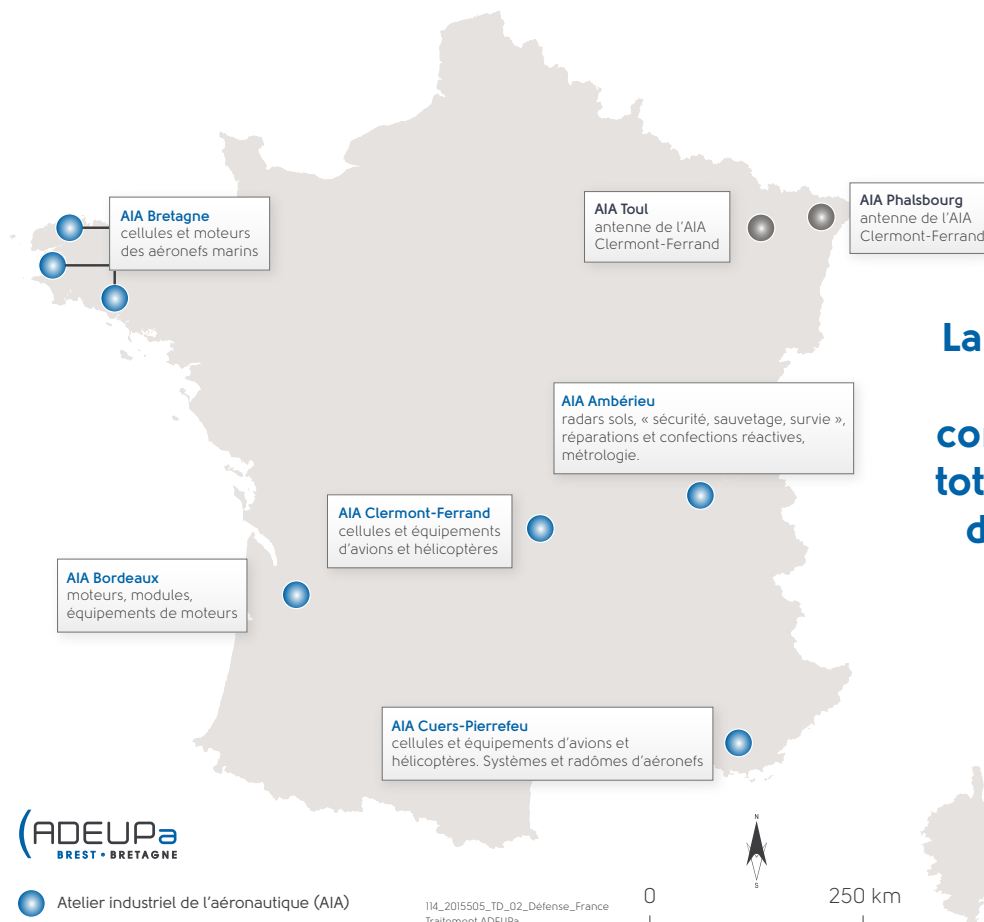 AIA Bretagne
cellules et moteurs
des aéronefs marins
AIA Toul
antenne de l'AIA
Clermont-Ferrand
AIA Phalsbourg
antenne de l'AIA
Clermont-Ferrand
La
AIA Ambérieu
radars sols, « sécurité, sauvetage, survie »,
réparations et confections réactives,
métrologie.
AIA Clermont-Ferrand
cellules et équipements
d'avions et hélicoptère
AIA Bordeaux
moteurs, modules,
équipements de moteurs
AIA Cuers-Pierrefeu
cellules et équipements d'avions et
hélicoptères. Systèmes et radômes d'aéronefs
ADEUPa
BREST • BRETAGNE
N
S
Atelier industriel de l'aéronautique (AIA)
114_2015505_TD_02_Défense_France
Traitement ADEUPa
0 250 km